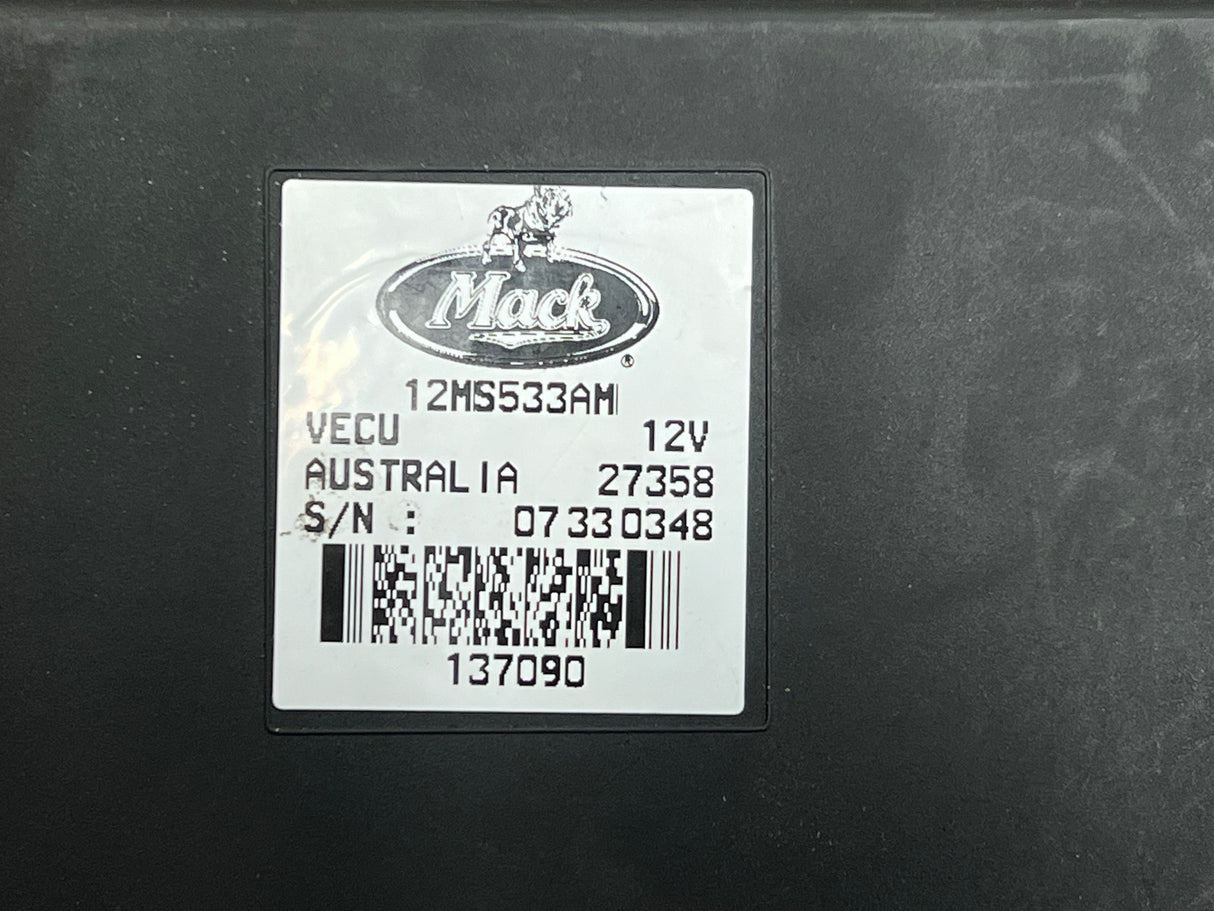 Mack
®
12MS533AM
VECU 12V
AUSTRALIA 27358
S/N : 07330348
137090